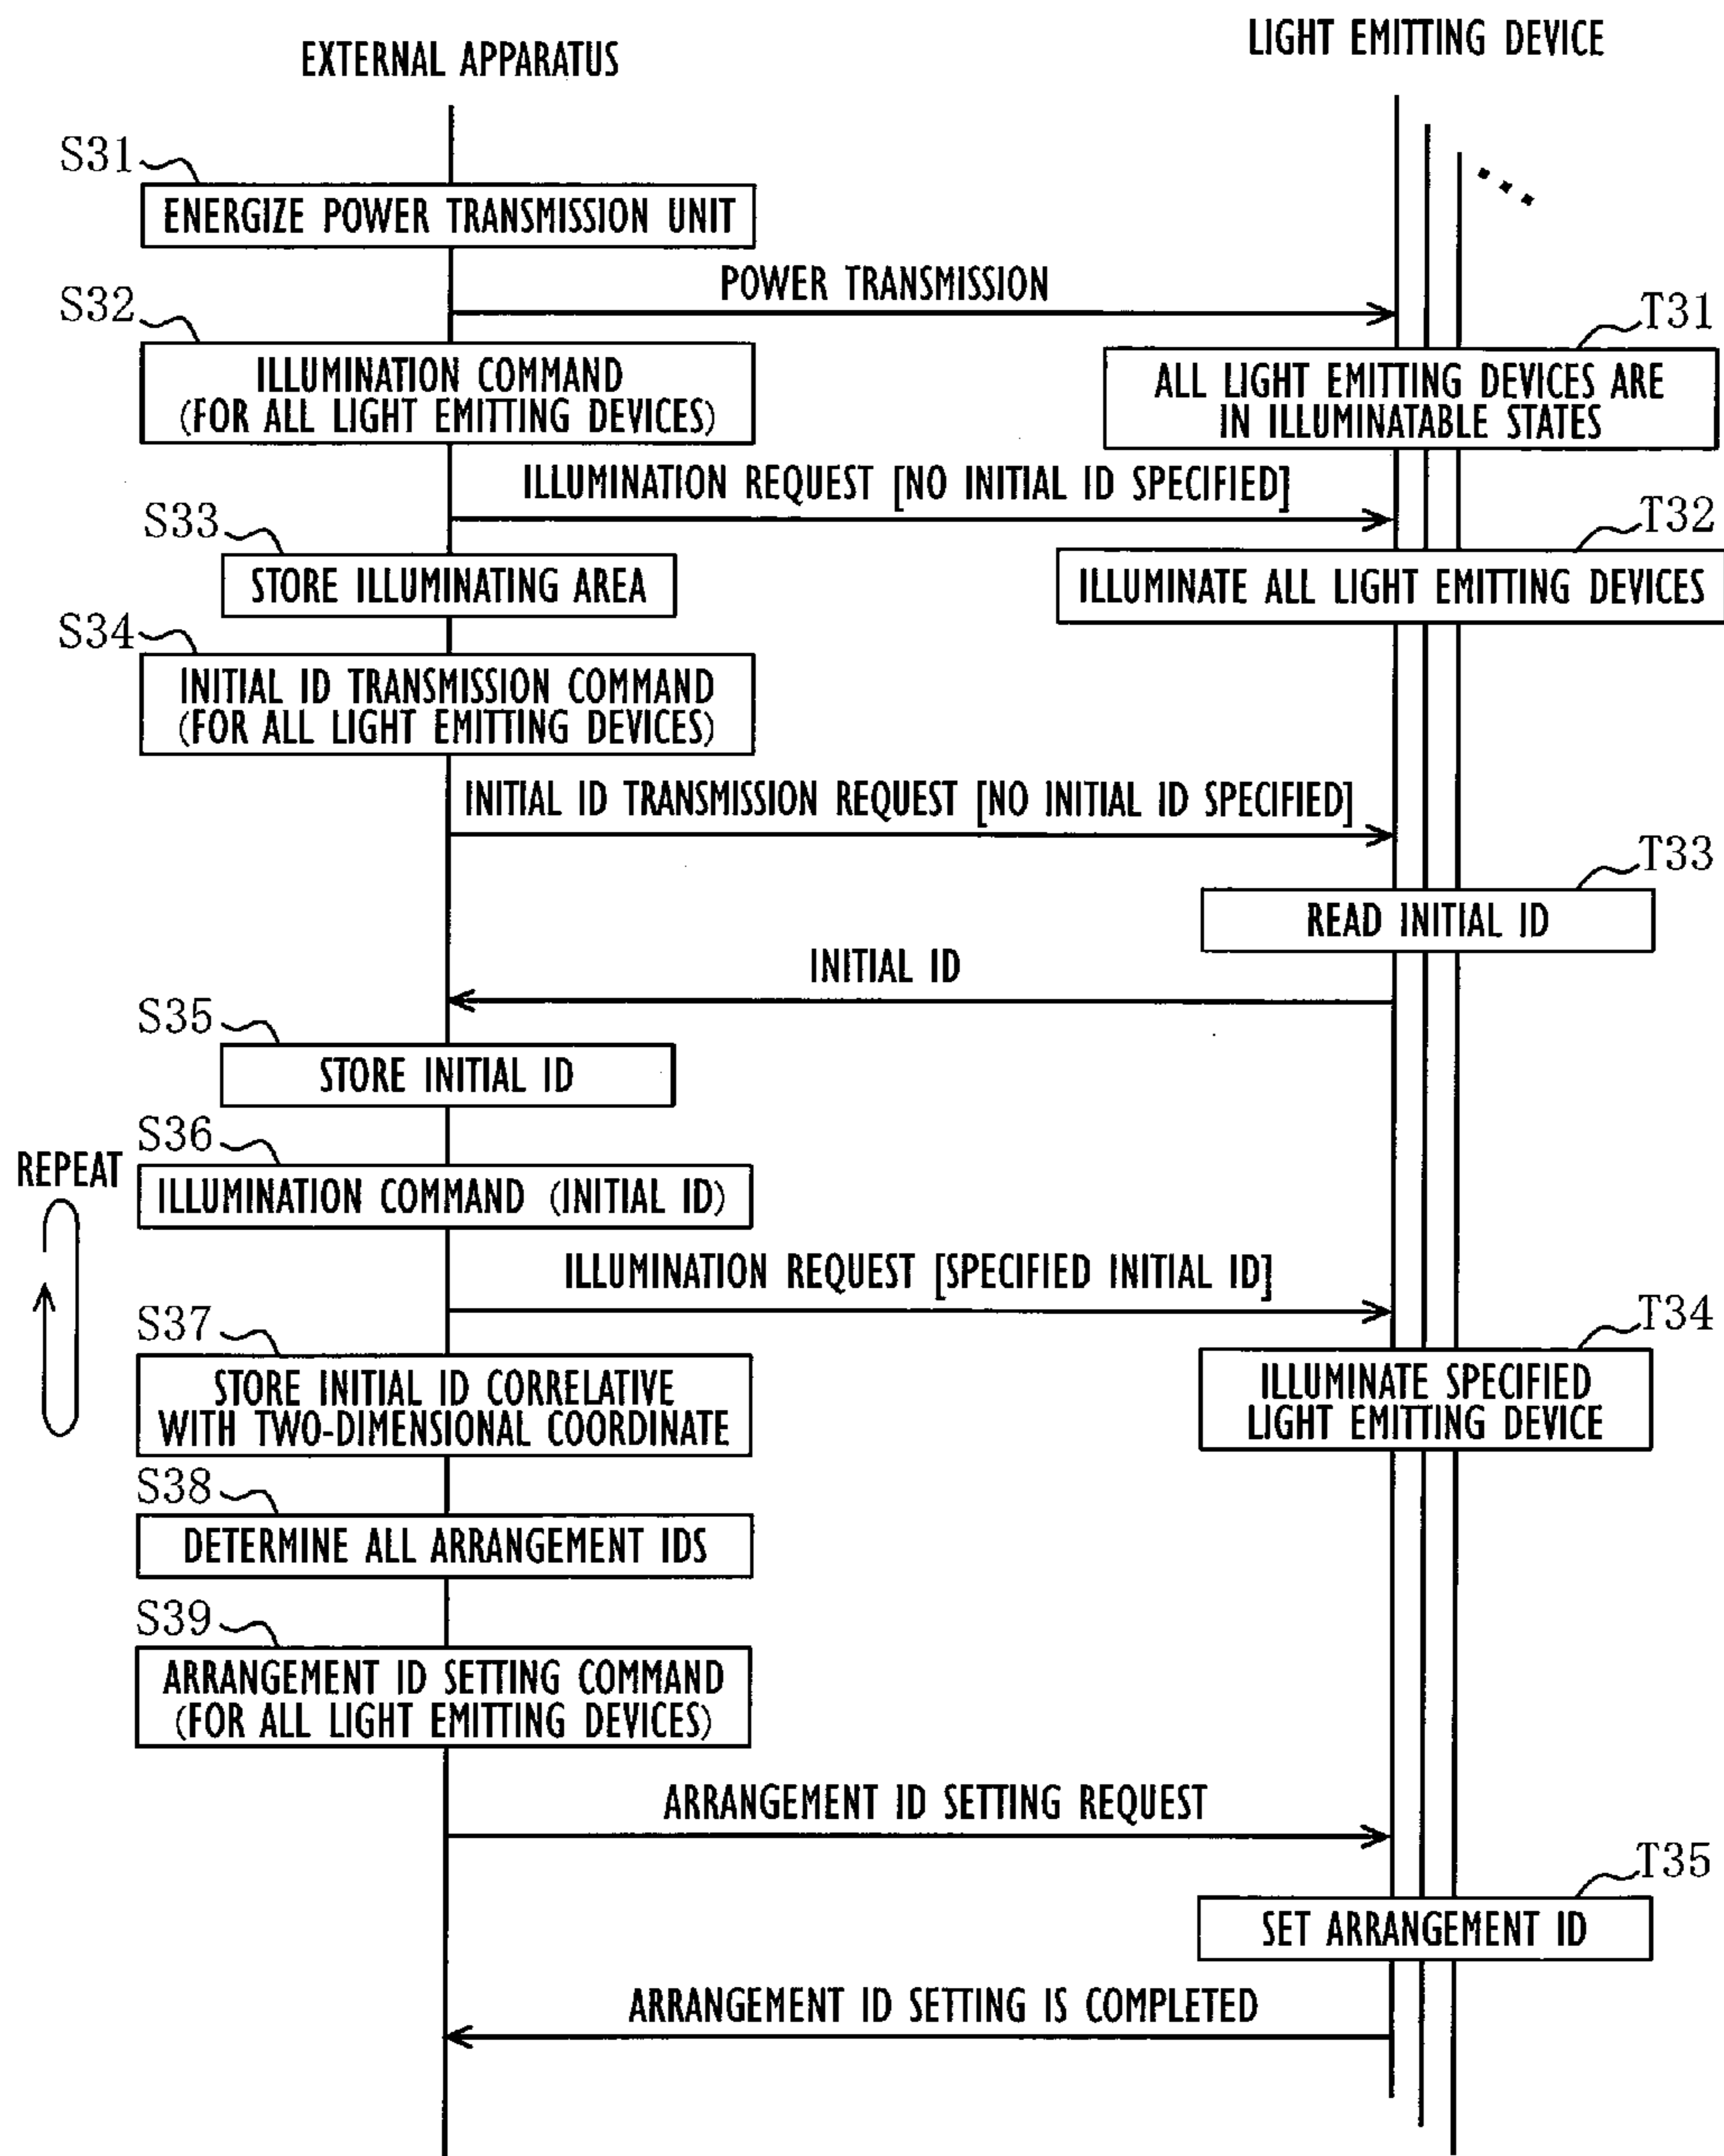 EXTERNAL APPARATUS
LIGHT EMITTING DEVICE
S31
ENERGIZE POWER TRANSMISSION UNIT
POWER TRANSMISSION
S32
T31
ILLUMINATION COMMAND
(FOR ALL LIGHT EMITTING DEVICES)
ALL LIGHT EMITTING DEVICES ARE
IN ILLUMINATABLE STATES
ILLUMINATION REQUEST [NO INITIAL ID SPECIFIED]
S33
T32
STORE ILLUMINATING AREA
ILLUMINATE ALL LIGHT EMITTING DEVICES
S34
INITIAL ID TRANSMISSION COMMAND
(FOR ALL LIGHT EMITTING DEVICES)
INITIAL ID TRANSMISSION REQUEST [NO INITIAL ID SPECIFIED]
T33
READ INITIAL ID
INITIAL ID
S35
STORE INITIAL ID
S36
REPEAT
ILLUMINATION COMMAND (INITIAL ID)
ILLUMINATION REQUEST [SPECIFIED INITIAL ID]
S37
T34
STORE INITIAL ID CORRELATIVE
WITH TWO-DIMENSIONAL COORDINATE
ILLUMINATE SPECIFIED
LIGHT EMITTING DEVICE
S38
DETERMINE ALL ARRANGEMENT IDS
S39
ARRANGEMENT ID SETTING COMMAND
(FOR ALL LIGHT EMITTING DEVICES)
ARRANGEMENT ID SETTING REQUEST
T35
SET ARRANGEMENT ID
ARRANGEMENT ID SETTING IS COMPLETED